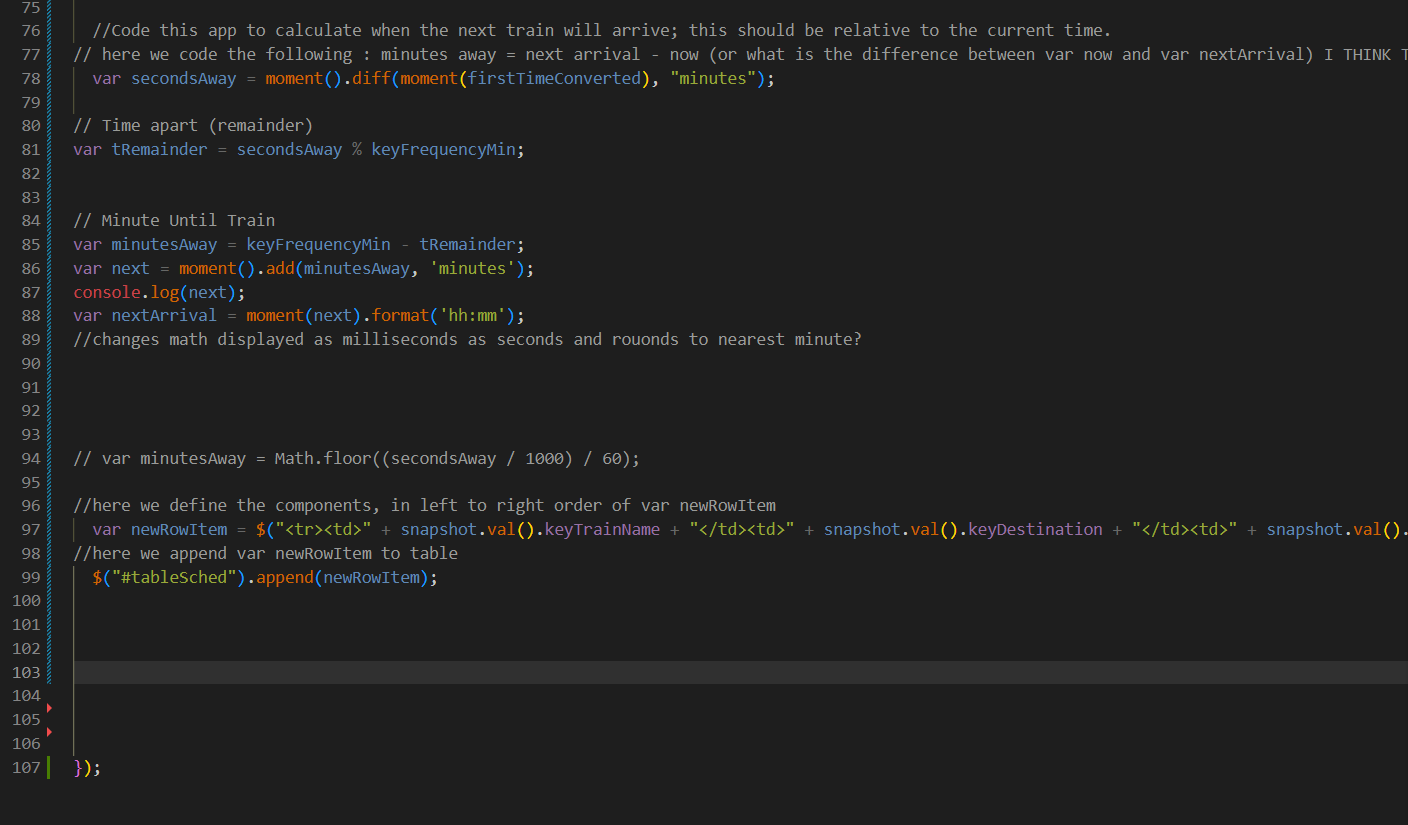 75
76 //Code this app to calculate when the next train will arrive; this should be relative to the current time.
77 // here we code the following : minutes away = next arrival - now (or what is the difference between var now and var nextArrival) I THINK T
78 var secondsAway = moment().diff(moment(firstTimeConverted), "minutes");
79
80 // Time apart (remainder)
81 var tRemainder = secondsAway % keyFrequencyMin;
82
83
84 // Minute Until Train
85 var minutesAway = keyFrequencyMin - tRemainder;
86 var next = moment().add(minutesAway, 'minutes');
87 console.log(next);
88 var nextArrival = moment(next).format('hh:mm');
89 //changes math displayed as milliseconds as seconds and rouonds to nearest minute?
90
91
92
93
94 // var minutesAway = Math.floor((secondsAway / 1000) / 60);
95
96 //here we define the components, in left to right order of var newRowItem
97 var newRowItem = $("<tr><td>" + snapshot.val().keyTrainName + "</td><td>" + snapshot.val().keyDestination + "</td><td>" + snapshot.val().
98 //here we append var newRowItem to table
99 $("#tableSched").append(newRowItem);
100
101
102
103
104
105
106
107 });